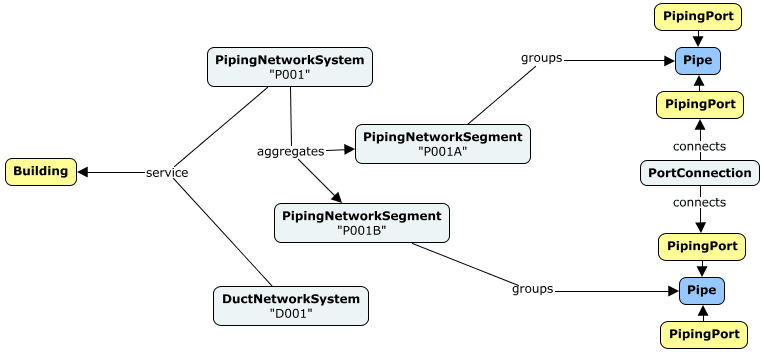 PipingPort
PipingNetworkSystem
"P001"
groups
Pipe
PipingPort
PipingNetworkSegment
"P001A"
aggregates
connects
Building
service
PortConnection
connects
PipingNetworkSegment
"P001B"
PipingPort
groups
Pipe
DuctNetworkSystem
"D001"
PipingPort